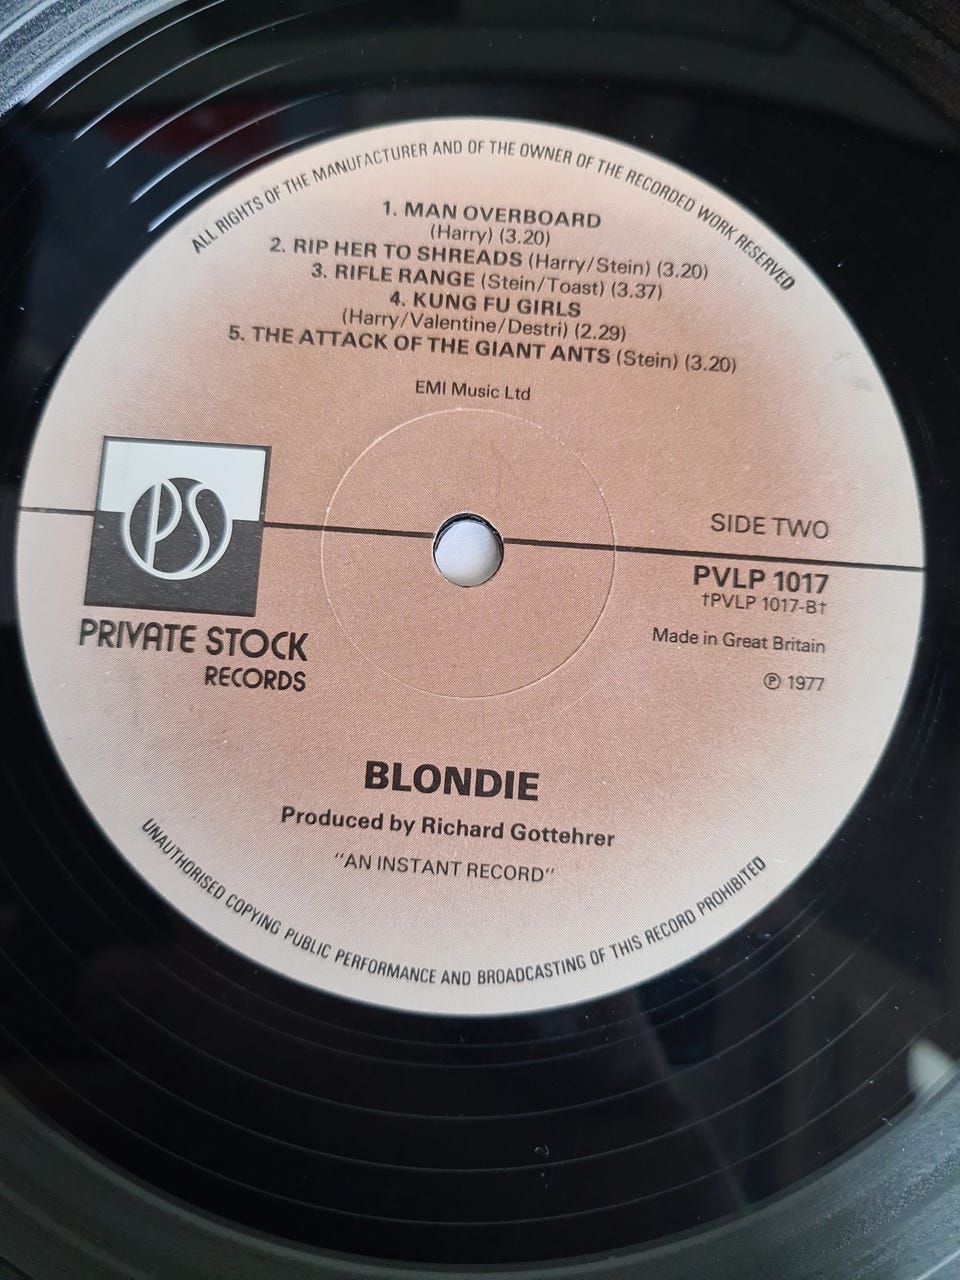 ALL RIGHTS OF THE MANUFACTURER AND OF THE OWNER OF THE RECORDED WORK RESERVED
1. MAN OVERBOARD
(Harry) (3.20)
2. RIP HER TO SHREADS (Harry/Stein) (3.20)
3. RIFLE RANGE (Stein/Toast) (3.37)
4. KUNG FU GIRLS
(Harry/Valentine/Destri) (2.29)
5. THE ATTACK OF THE GIANT ANTS (Stein) (3.20)
EMI Music Ltd
PS
PRIVATE STOCK
RECORDS
SIDE TWO
PVLP 1017
†PVLP 1017-B†
Made in Great Britain
℗ 1977
BLONDIE
Produced by Richard Gottehrer
"AN INSTANT RECORD"
UNAUTHORISED COPYING PUBLIC PERFORMANCE AND BROADCASTING OF THIS RECORD PROHIBITED